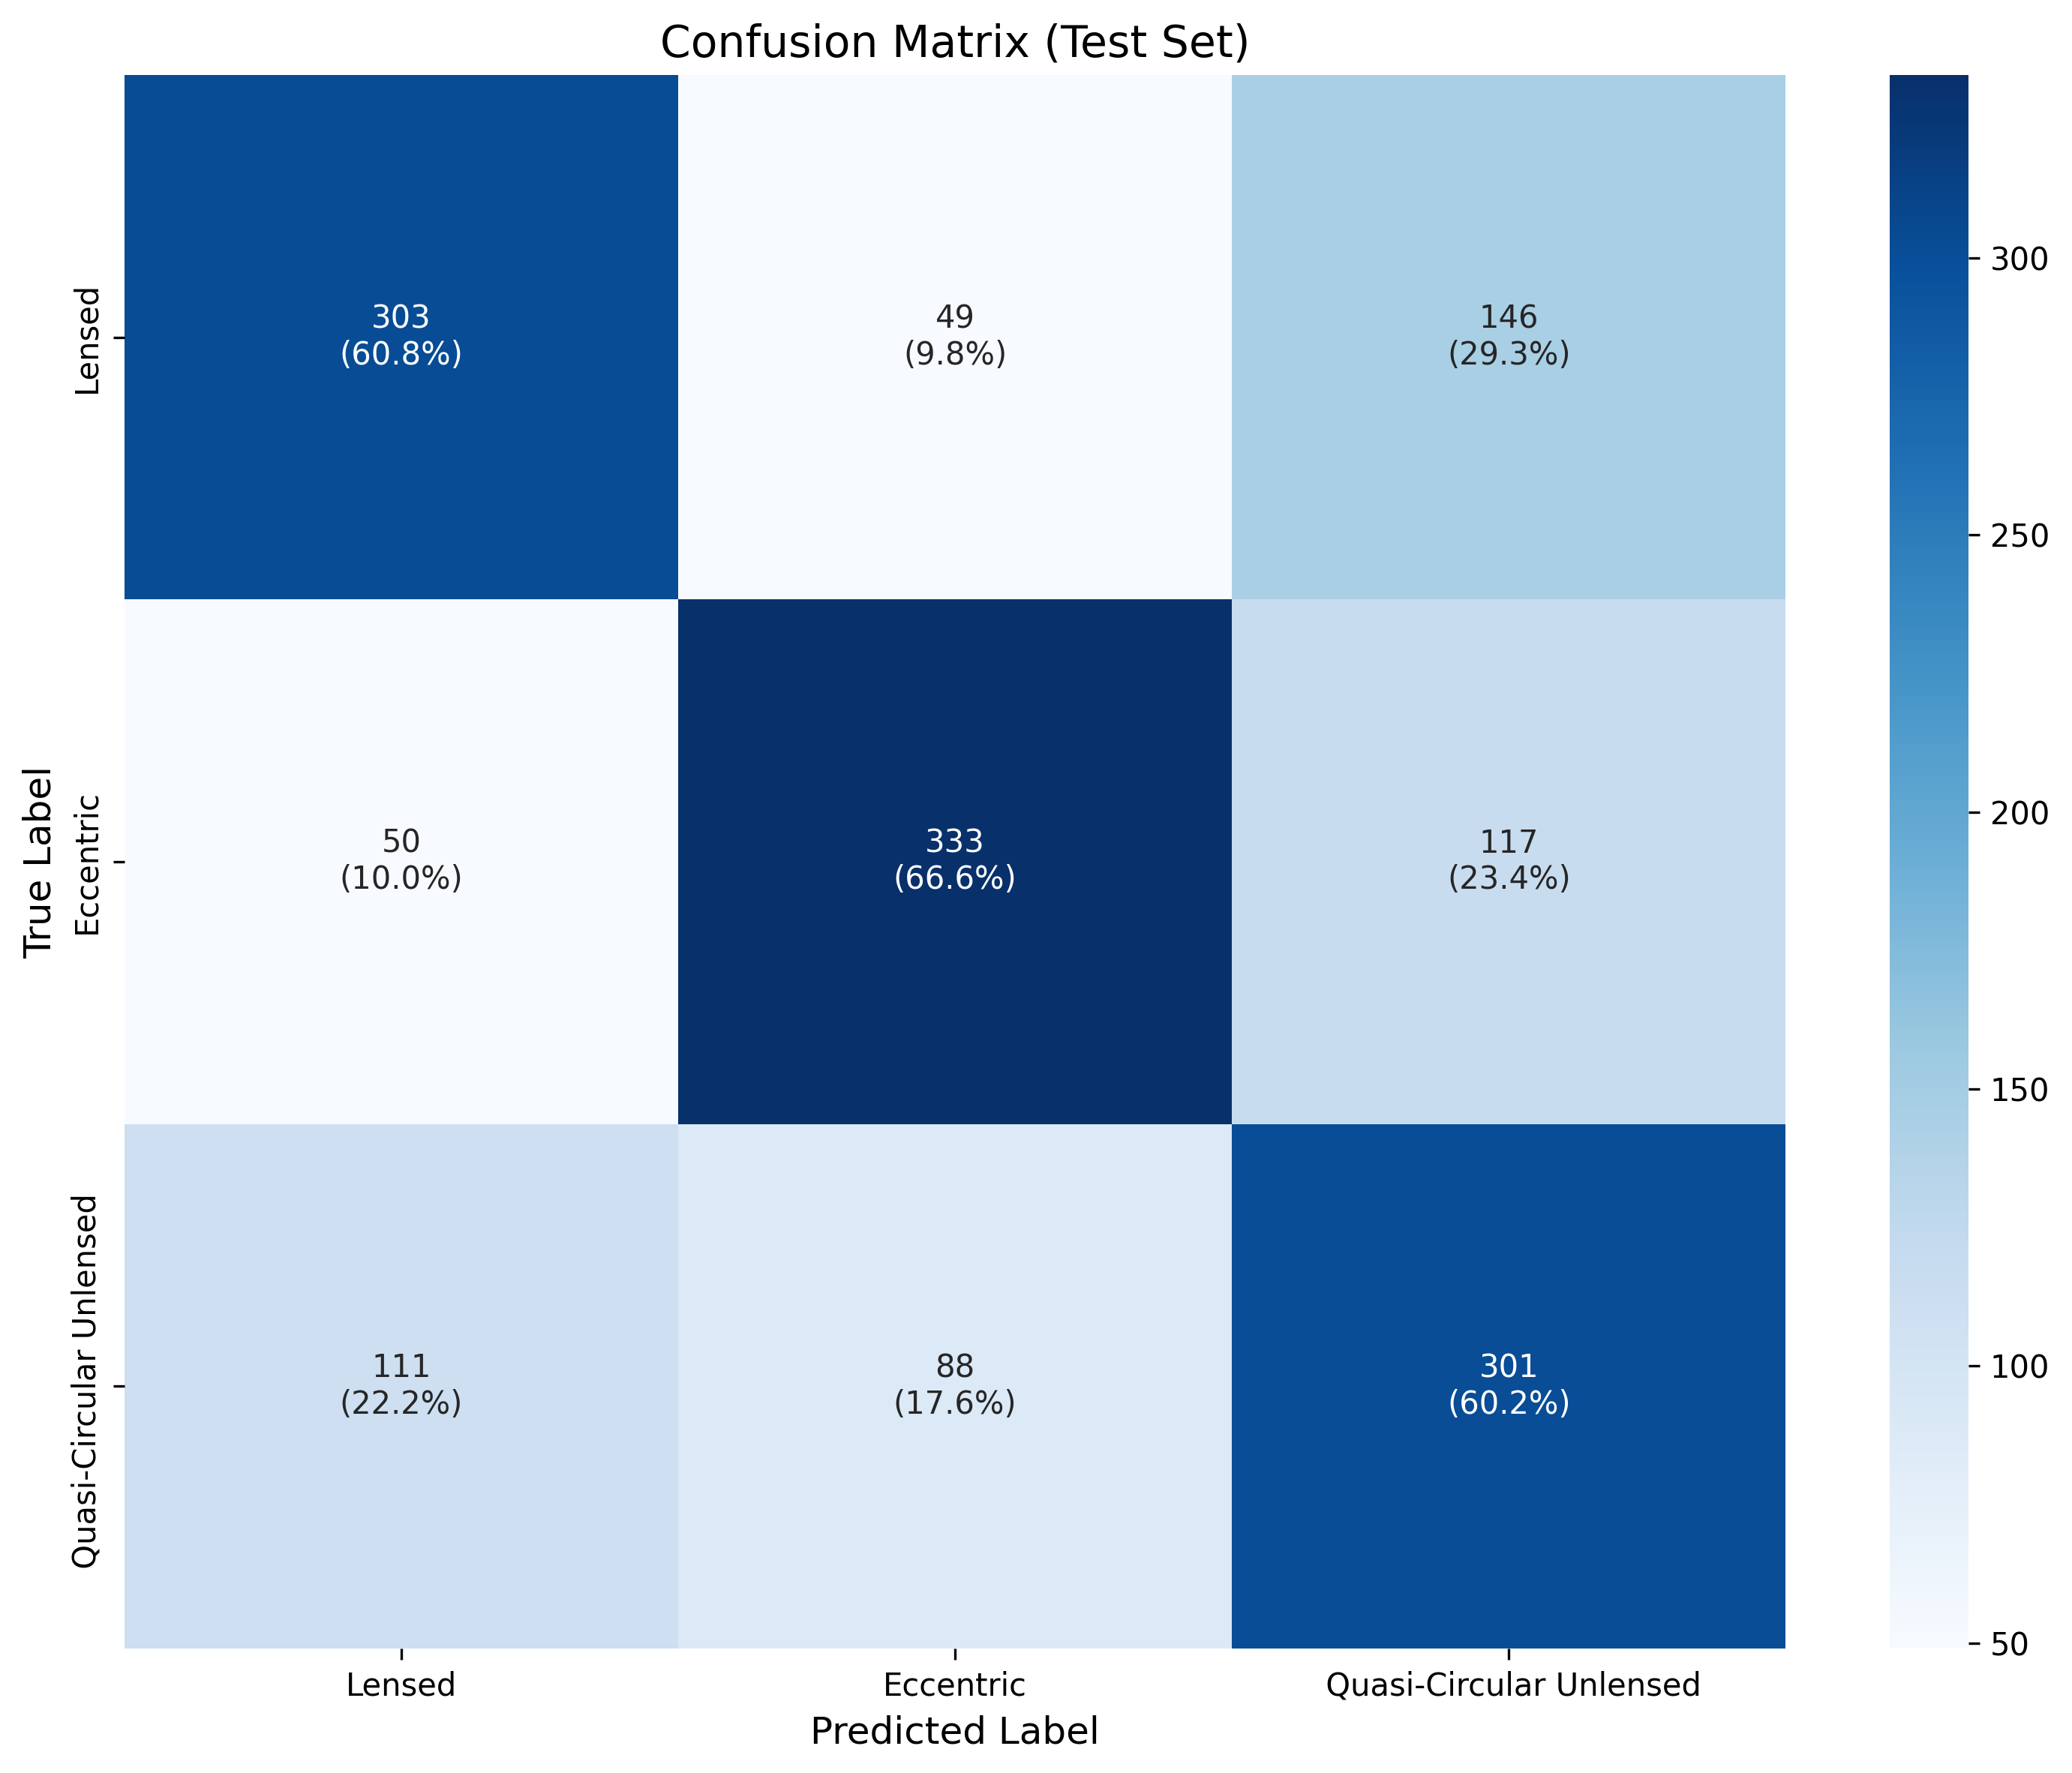 Confusion Matrix (Test Set)
True Label
Lensed
303
(60.8%)
49
(9.8%)
146
(29.3%)
Eccentric
50
(10.0%)
333
(66.6%)
117
(23.4%)
Quasi-Circular Unlensed
111
(22.2%)
88
(17.6%)
301
(60.2%)
Lensed
Eccentric
Quasi-Circular Unlensed
Predicted Label
300
250
200
150
100
50